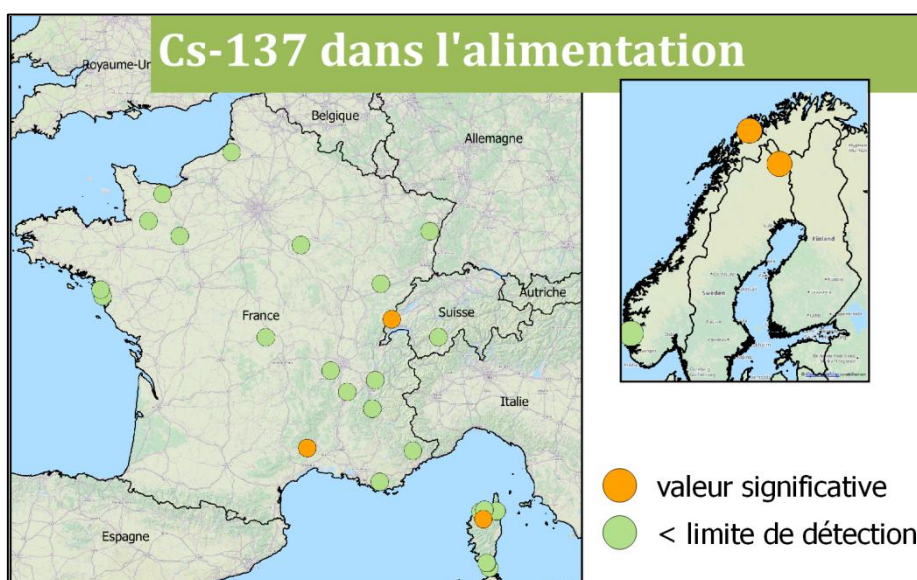 Cs-137 dans l'alimentation
Royaume-Un
Belgique
Allemagne
Finland
Sweden
Autriche
Suisse
France
Italie
valeur significative
< limite de détection
Espagne